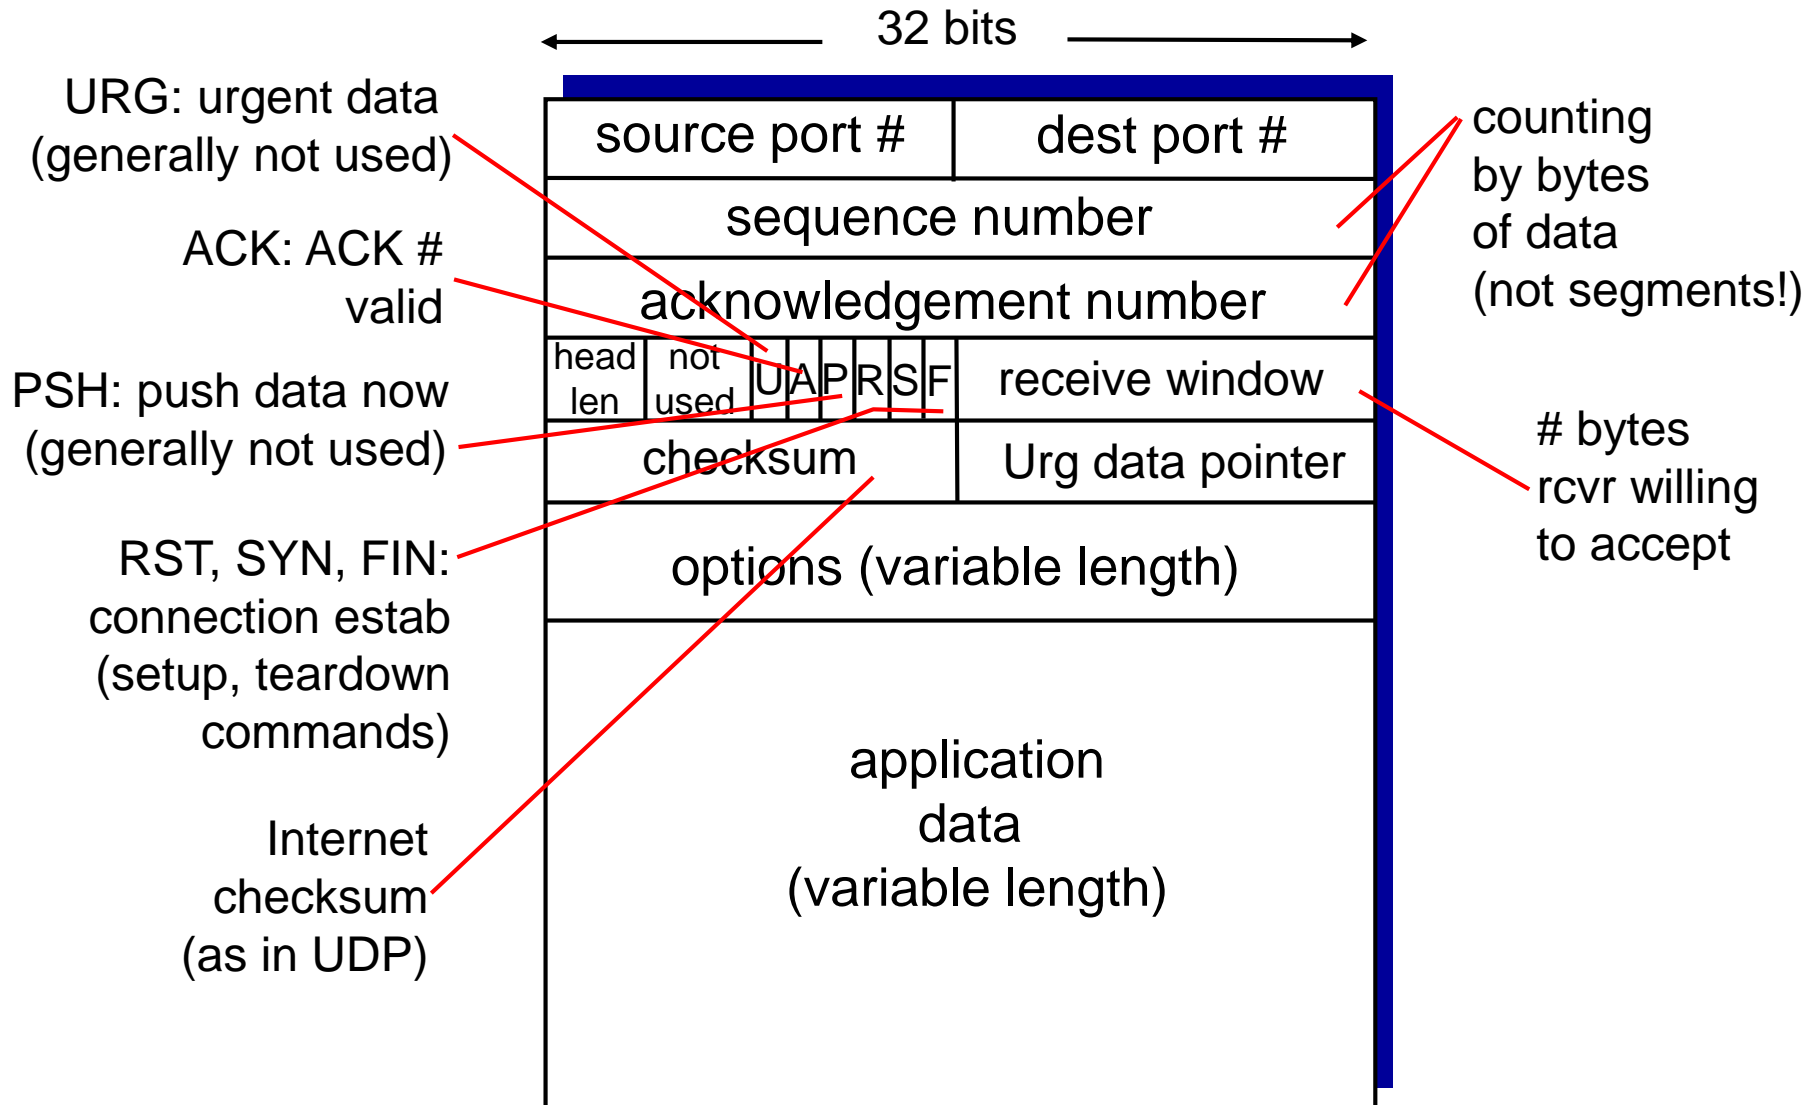 32 bits
URG: urgent data
(generally not used)
ACK: ACK #
valid
PSH: push data now
(generally not used)
RST, SYN, FIN:
connection estab
(setup, teardown
commands)
Internet
checksum
(as in UDP)
source port #
dest port #
sequence number
acknowledgement number
head
len
not
used
U
A
P
R
S
F
receive window
checksum
Urg data pointer
options (variable length)
application
data
(variable length)
counting
by bytes
of data
(not segments!)
# bytes
rcvr willing
to accept